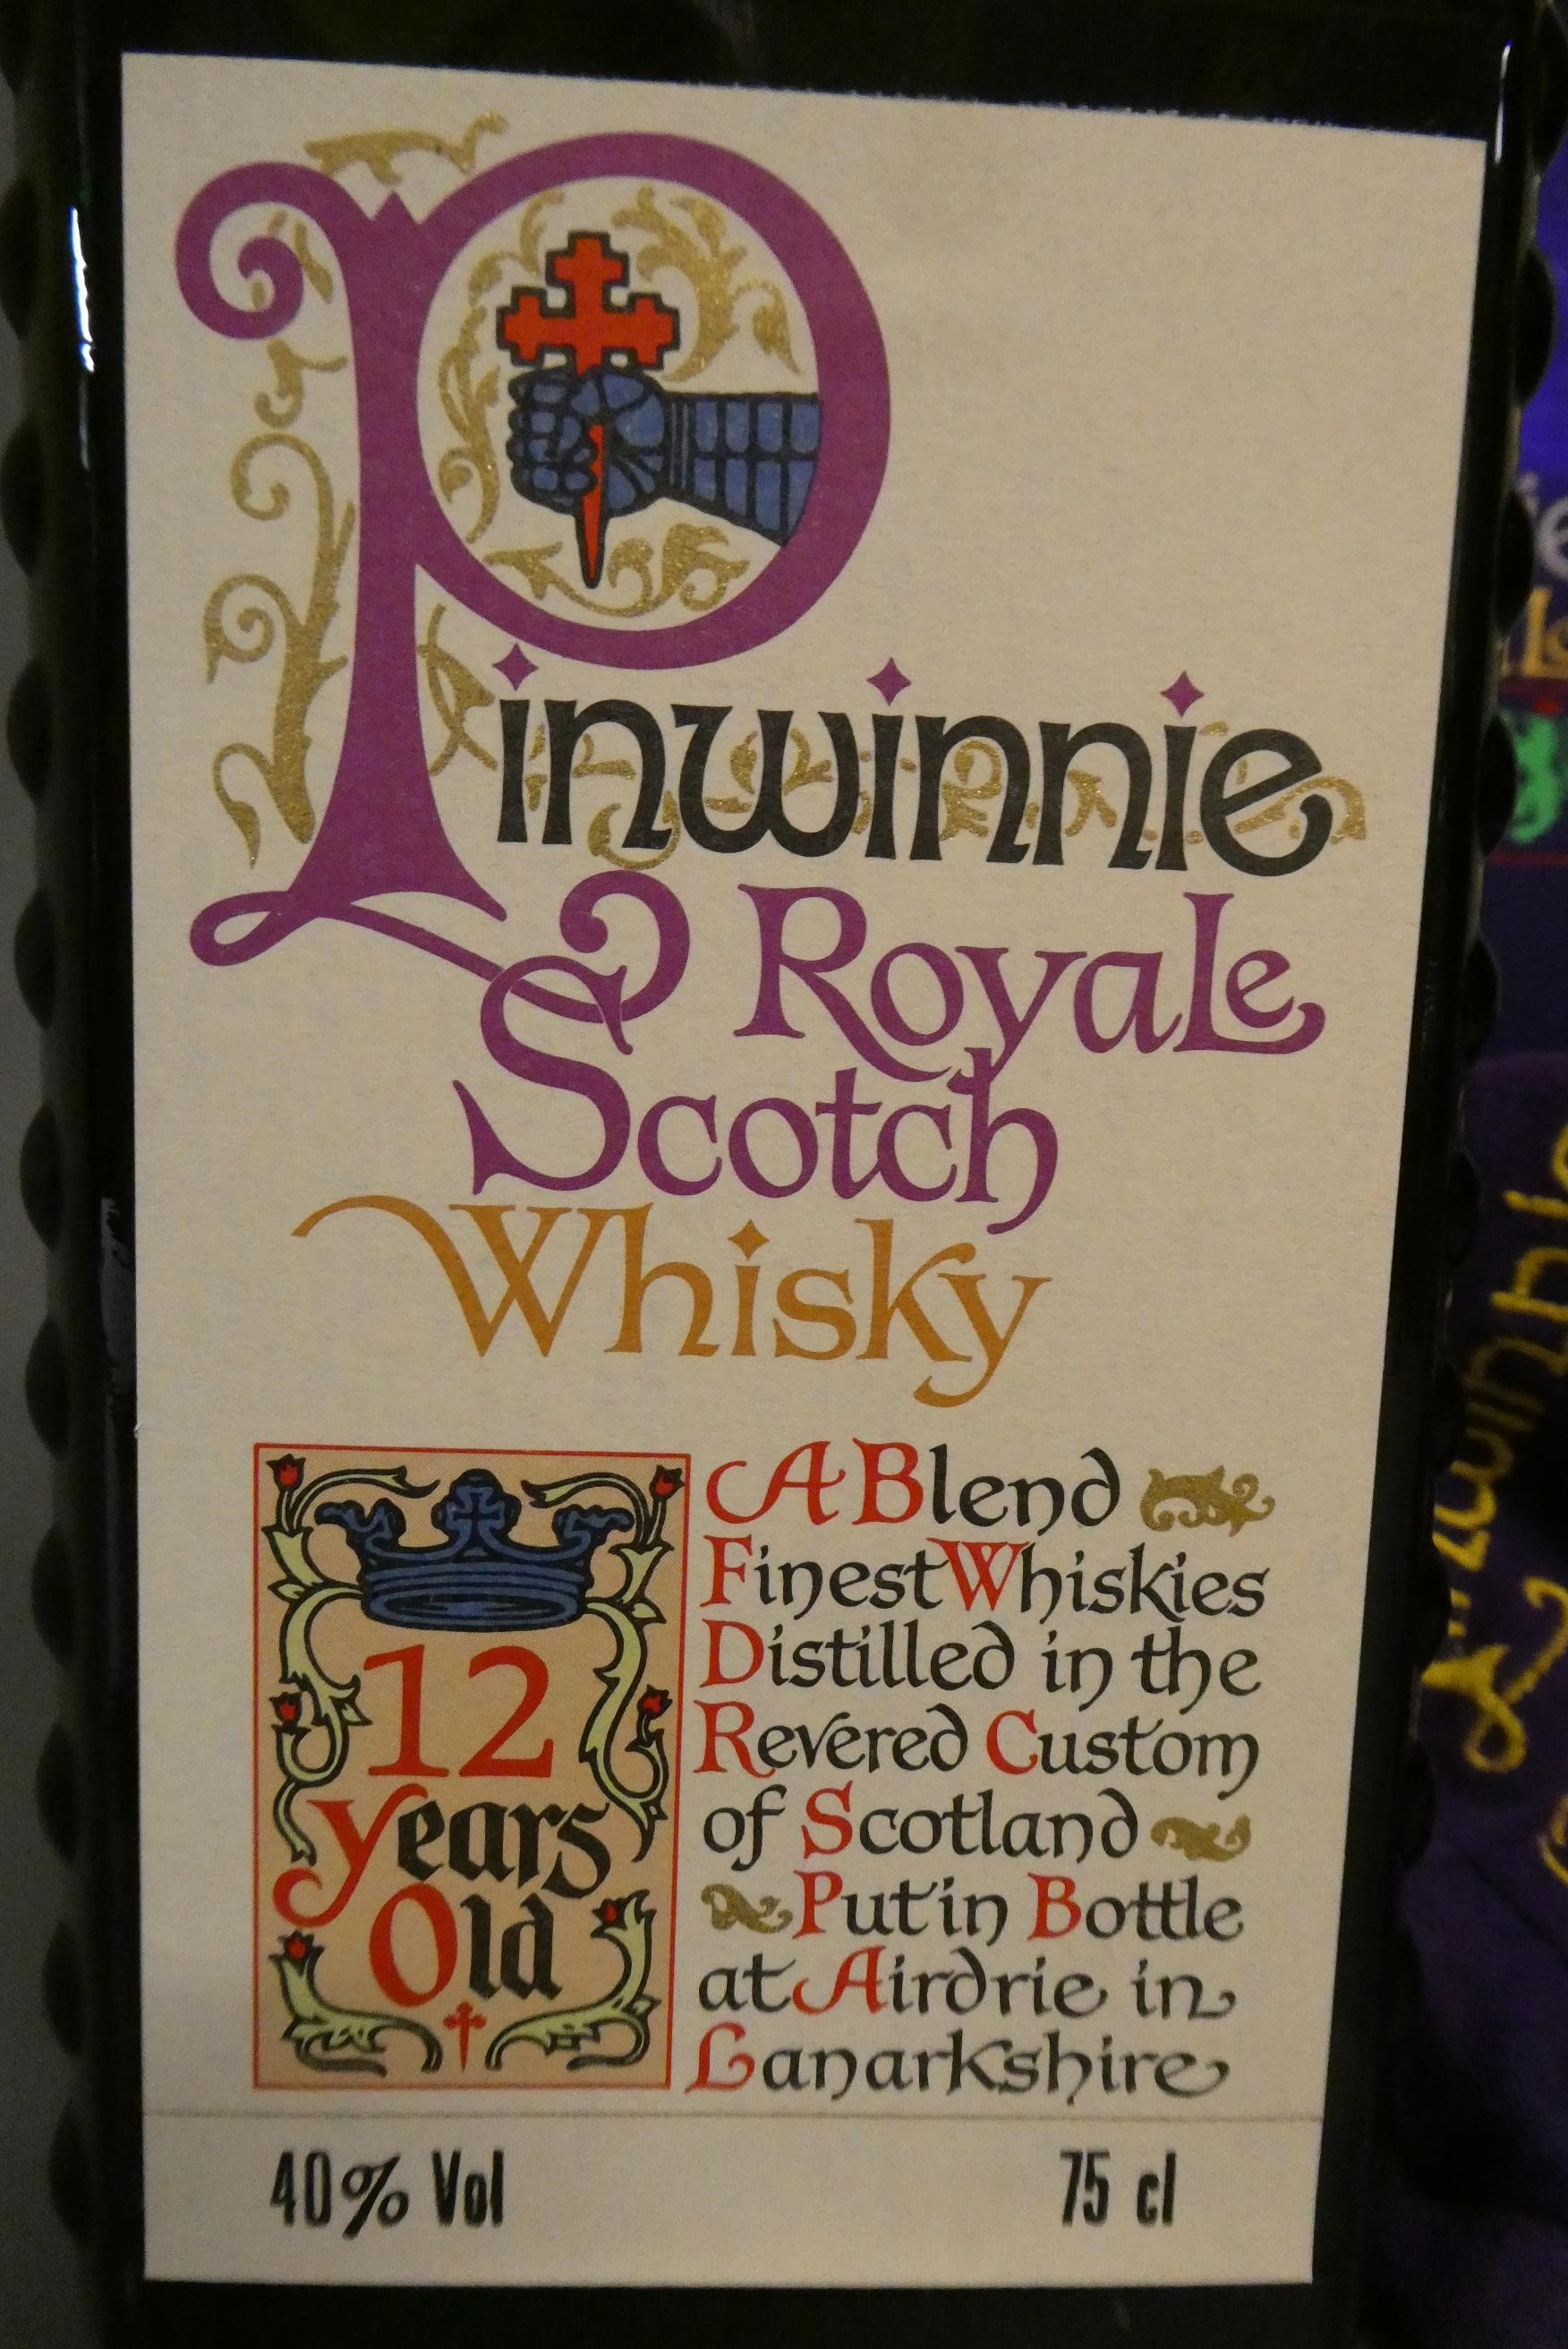 Pinwinnie
Royale
Scotch
Whisky
12
years
Old
A Blend
Finest Whiskies
Distilled in the
Revered Custom
of Scotland
Put in Bottle
at Airdrie in
Lanarkshire
40% Vol
75 cl